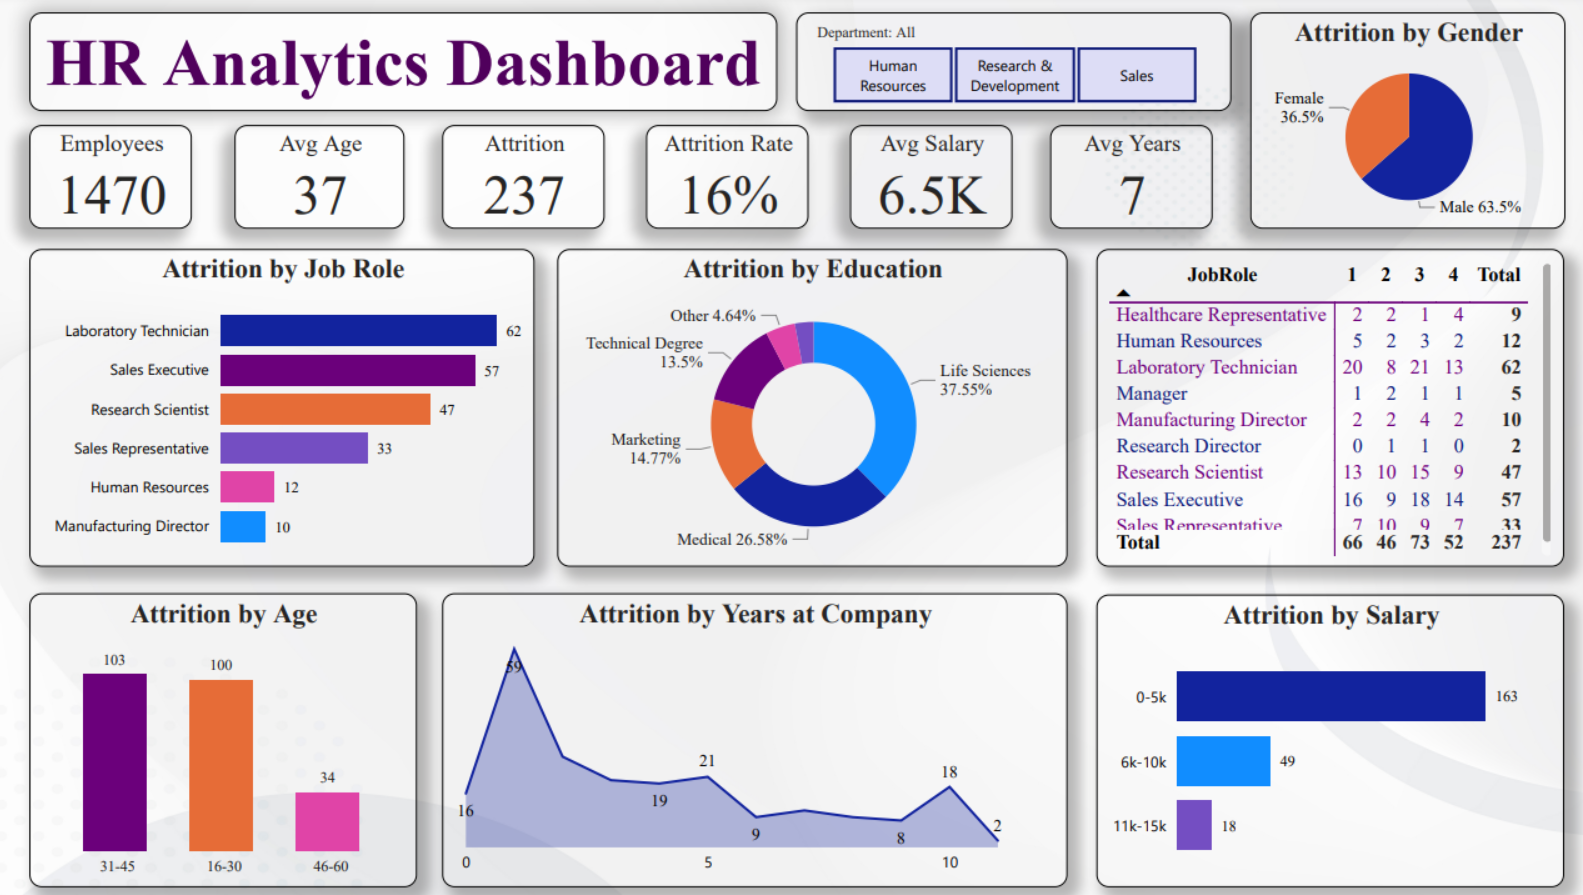 HR Analytics Dashboard
Department: All
Human
Resources
Research &
Development
Sales
Attrition by Gender
Female
36.5%
Male 63.5%
Employees
1470
Avg Age
37
Attrition
237
Attrition Rate
16%
Avg Salary
6.5K
Avg Years
7
Attrition by Job Role
Laboratory Technician 62
Sales Executive 57
Research Scientist 47
Sales Representative 33
Human Resources 12
Manufacturing Director 10
Attrition by Education
Other 4.64%
Technical Degree
13.5%
Life Sciences
37.55%
Marketing
14.77%
Medical 26.58%
JobRole 1 2 3 4 Total
Healthcare Representative 2 2 1 4 9
Human Resources 5 2 3 2 12
Laboratory Technician 20 8 21 13 62
Manager 1 2 1 1 5
Manufacturing Director 2 2 4 2 10
Research Director 0 1 1 0 2
Research Scientist 13 10 15 9 47
Sales Executive 16 9 18 14 57
Sales Representative 7 10 9 7 33
Total 66 46 73 52 237
Attrition by Age
103
100
34
31-45 16-30 46-60
Attrition by Years at Company
59
16
19
21
9
8
18
2
0 5 10
Attrition by Salary
0-5k 163
6k-10k 49
11k-15k 18